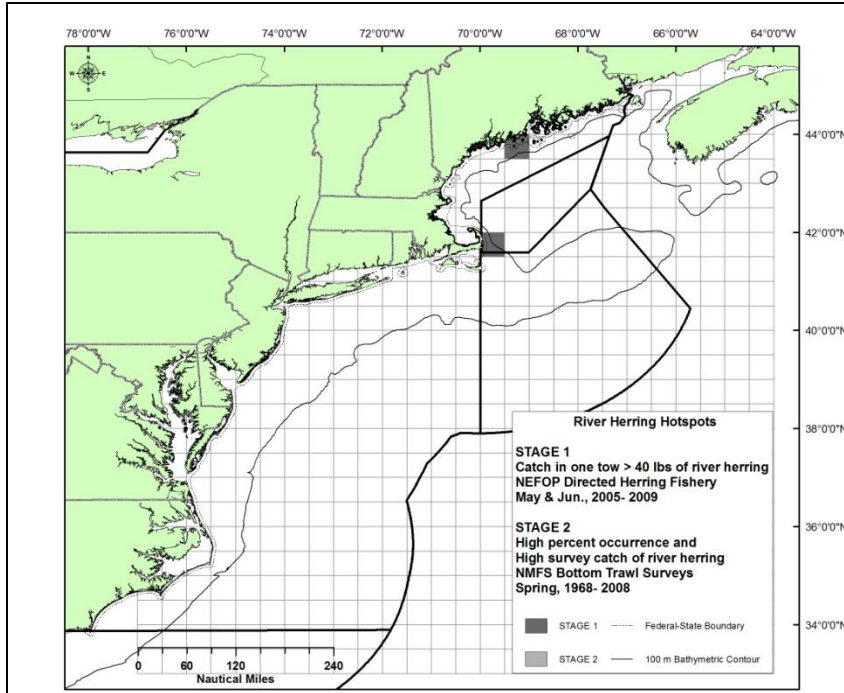 78°0'0"W 76°0'0"W 74°0'0"W 72°0'0"W 70°0'0"W 68°0'0"W 66°0'0"W 64°0'0"W
N
W E
S
44°0'0"N
42°0'0"N
40°0'0"N
38°0'0"N
36°0'0"N
34°0'0"N
River Herring Hotspots
STAGE 1
Catch in one tow > 40 lbs of river herring
NEFOP Directed Herring Fishery
May & Jun., 2005- 2009
STAGE 2
High percent occurrence and
High survey catch of river herring
NMFS Bottom Trawl Surveys
Spring, 1968- 2008
STAGE 1 Federal-State Boundary
STAGE 2 100 m Bathymetric Contour
0 60 120 240
Nautical Miles